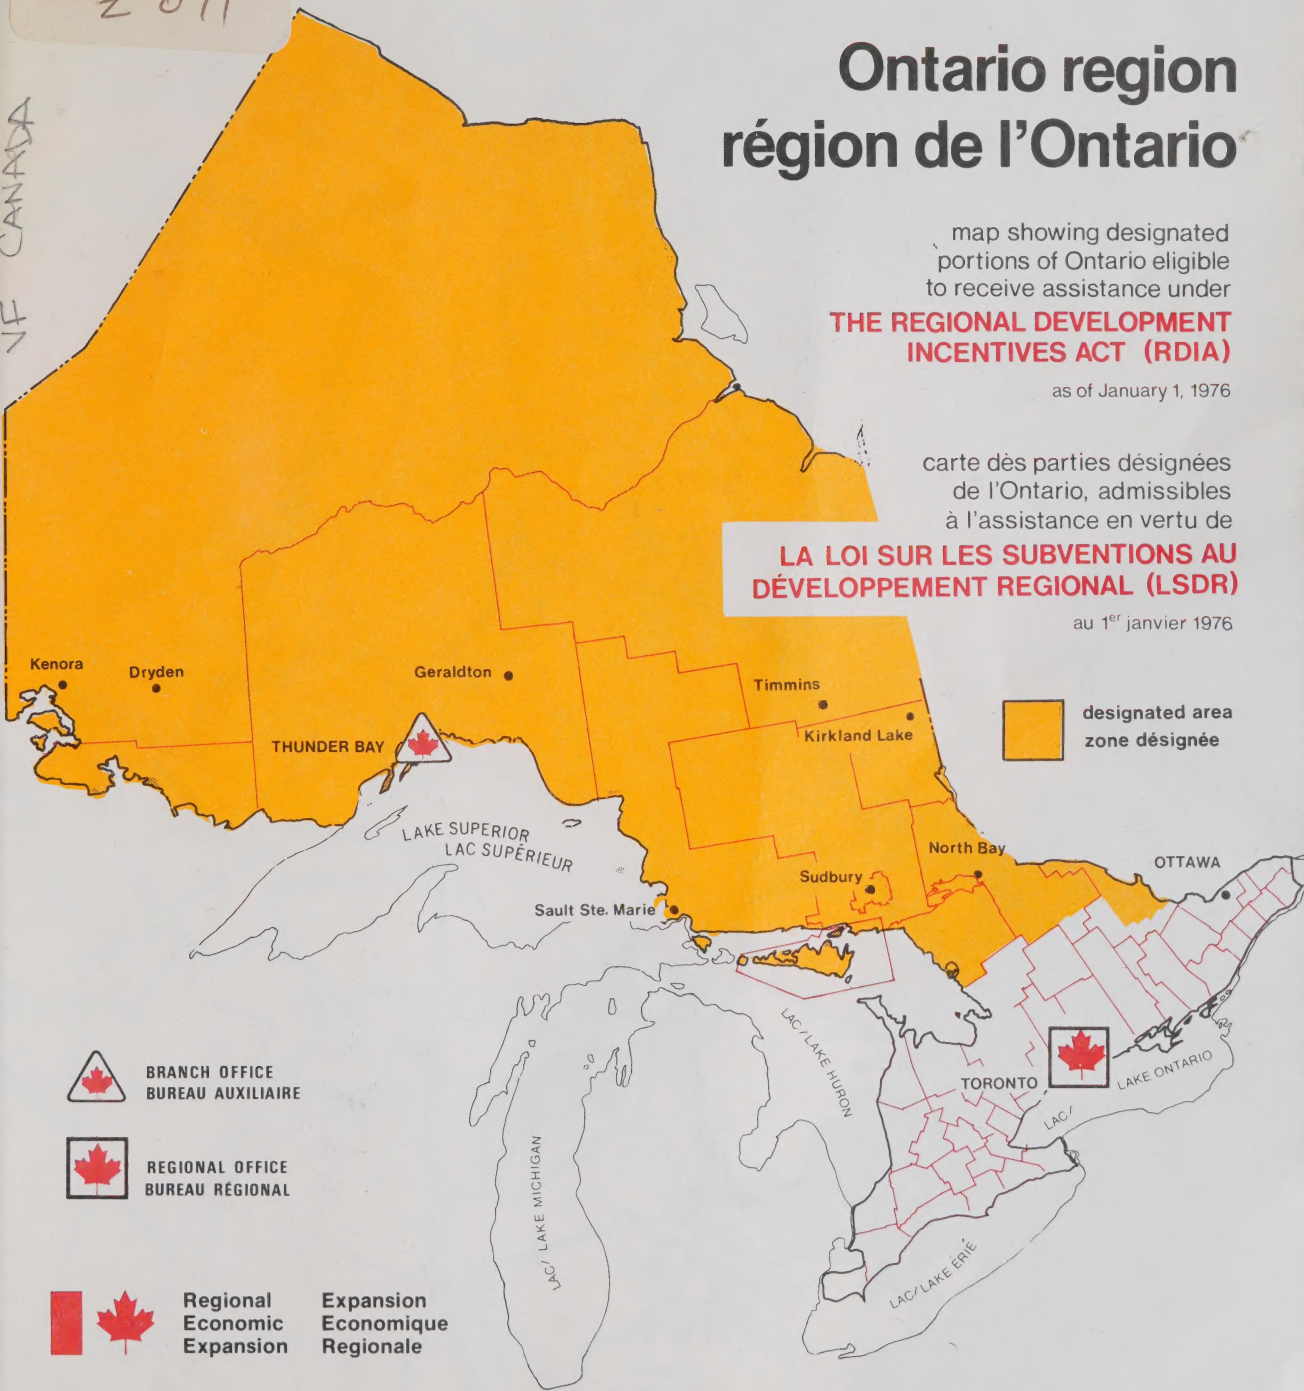 2 011
VF CANADA
Ontario region
région de l'Ontario
map showing designated
portions of Ontario eligible
to receive assistance under
THE REGIONAL DEVELOPMENT
INCENTIVES ACT (RDIA)
as of January 1, 1976
carte dès parties désignées
de l'Ontario, admissibles
à l'assistance en vertu de
LA LOI SUR LES SUBVENTIONS AU
DÉVELOPPEMENT REGIONAL (LSDR)
au 1er janvier 1976
designated area
zone désignée
Kenora
Dryden
Geraldton
Timmins
Kirkland Lake
THUNDER BAY
LAKE SUPERIOR
LAC SUPÉRIEUR
North Bay
OTTAWA
Sudbury
Sault Ste. Marie
LAC / LAKE HURON
TORONTO
LAC /
LAKE ONTARIO
LAC/ LAKE MICHIGAN
LAC/ LAKE ÉRIÉ
BRANCH OFFICE
BUREAU AUXILIAIRE
REGIONAL OFFICE
BUREAU RÉGIONAL
Regional Expansion
Economic Economique
Expansion Regionale